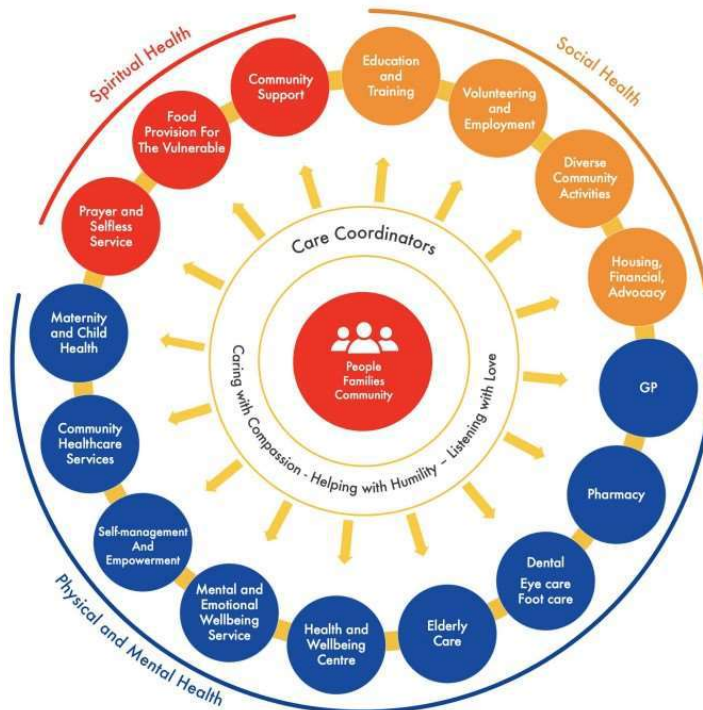 Spiritual Health
Social Health
Community
Support
Education
and
Training
Volunteering
and
Employment
Diverse
Community
Activities
Housing,
Financial,
Advocacy
GP
Pharmacy
Dental
Eye care
Foot care
Elderly
Care
Health and
Wellbeing
Centre
Mental and
Emotional
Wellbeing
Service
Self-management
And
Empowerment
Community
Healthcare
Services
Maternity
and Child
Health
Prayer and
Selfless
Service
Food
Provision For
The Vulnerable
Care Coordinators
People
Families
Community
Caring with Compassion - Helping with Humility – Listening with Love
Physical and Mental Health